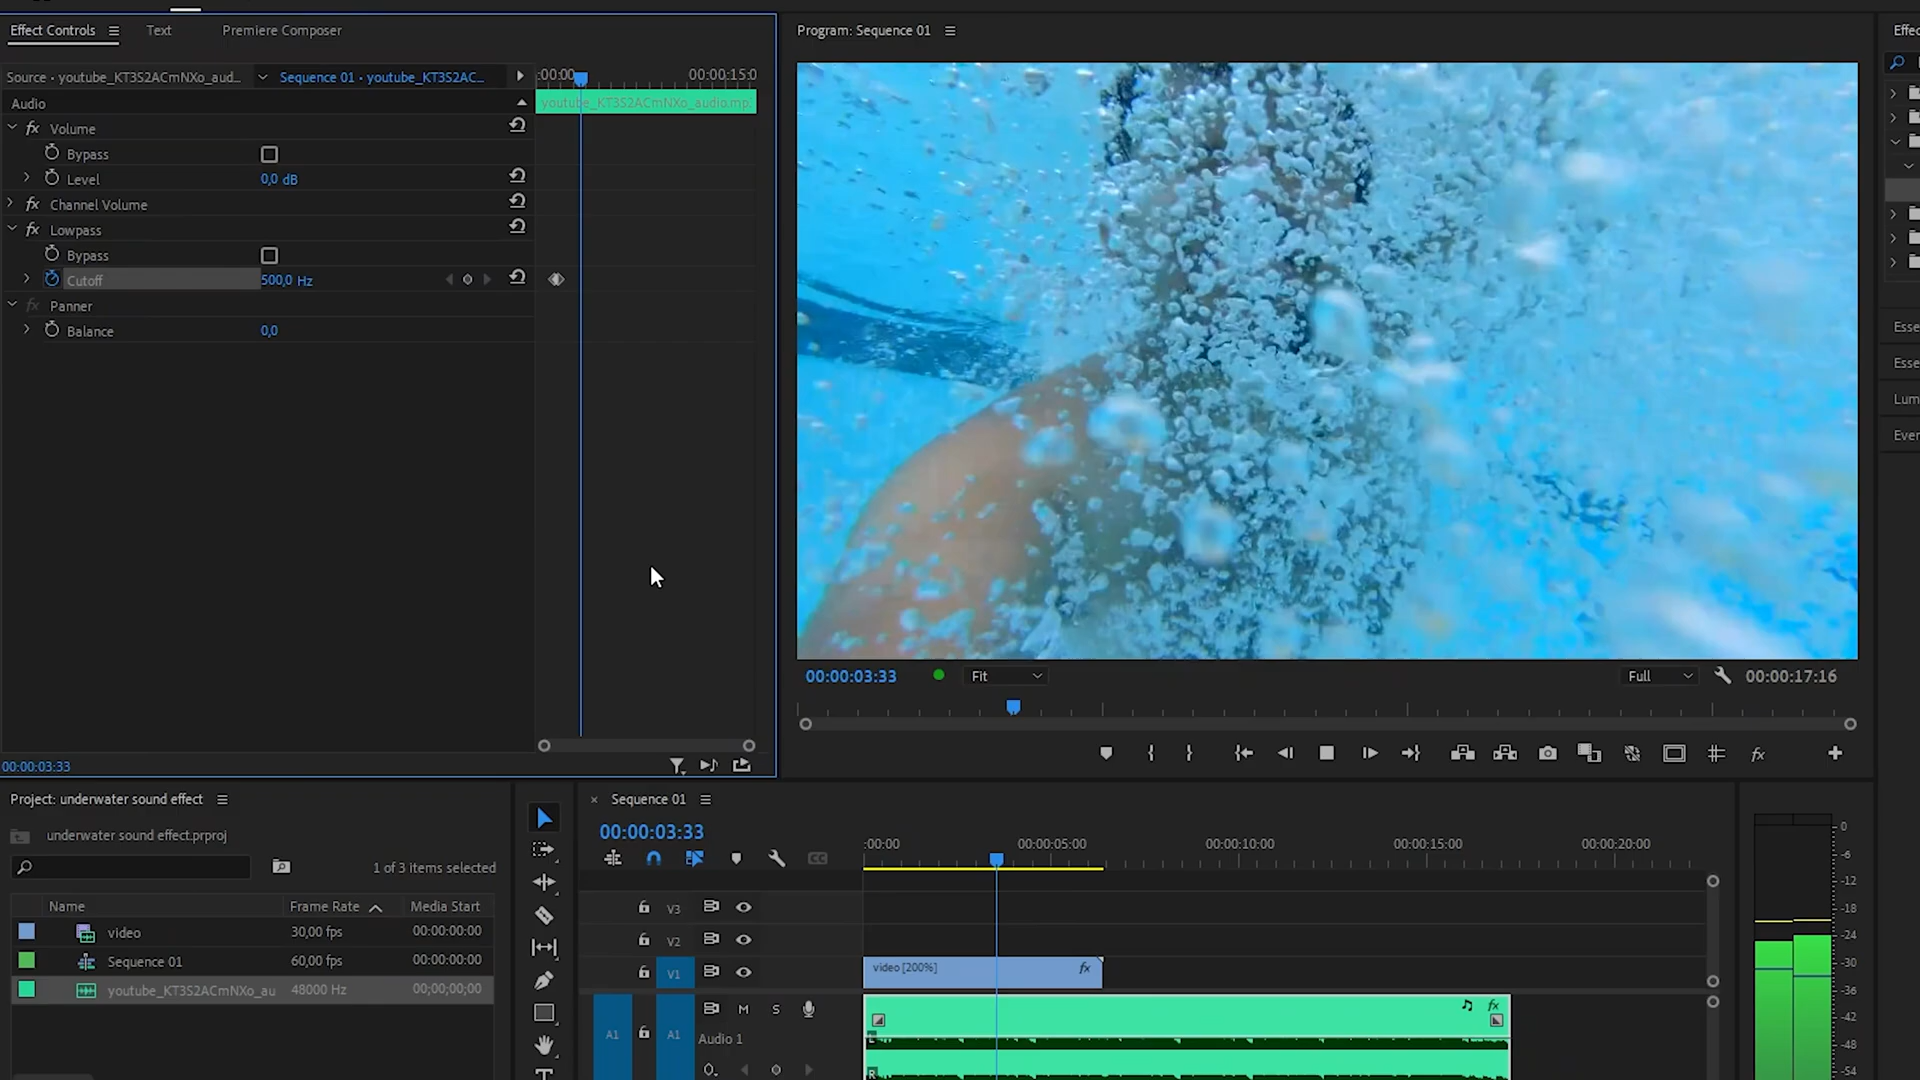 Effect Controls
Text
Premiere Composer
Source · youtube_KT3S2ACmNXo_aud...
Sequence 01 · youtube_KT3S2AC...
:00:00
00:00:15:0
Audio
youtube_KT3S2ACmNXo_audio.mp.
fx Volume
Bypass
Level
0,0 dB
fx Channel Volume
fx Lowpass
Bypass
Cutoff
500,0 Hz
fx Panner
Balance
0,0
00:00:03:33
Program: Sequence 01
00:00:03:33
Fit
Full
00:00:17:16
fx
Effec
Esse
Esse
Lum
Ever
Project: underwater sound effect
underwater sound effect.prproj
1 of 3 items selected
Name
Frame Rate
Media Start
video
30,00 fps
00:00:00:00
Sequence 01
60,00 fps
00:00:00:00
youtube_KT3S2ACmNXo_au
48000 Hz
00;00;00;00
× Sequence 01
00:00:03:33
:00:00
00:00:05:00
00:00:10:00
00:00:15:00
00:00:20:00
CC
V3
V2
V1
video [200%]
fx
A1
A1
M
S
fx
Audio 1
L
R
0
-6
-12
-18
-24
-30
-36
-42
-48
-54